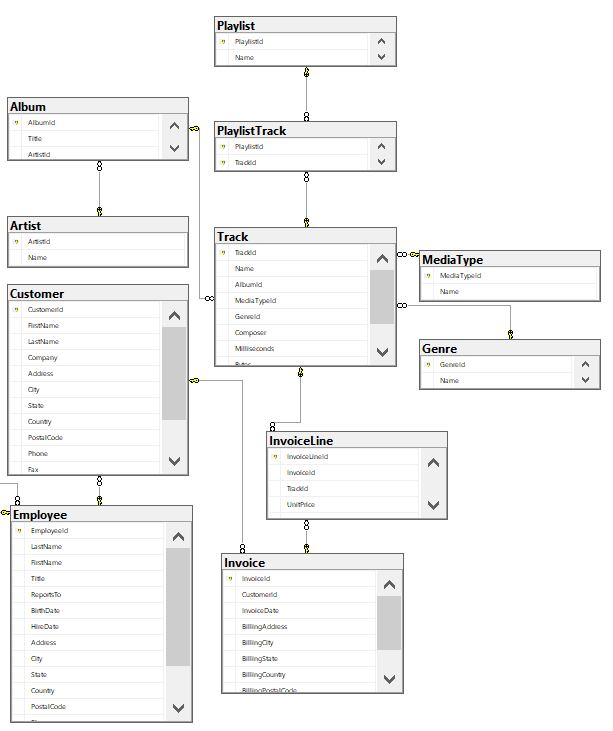 Playlist
PlaylistId
Name
Album
AlbumId
Title
ArtistId
PlaylistTrack
PlaylistId
TrackId
Artist
ArtistId
Name
Track
TrackId
Name
AlbumId
MediaTypeId
GenreId
Composer
Milliseconds
Bytes
MediaType
MediaTypeId
Name
Customer
CustomerId
FirstName
LastName
Company
Address
City
State
Country
PostalCode
Phone
Fax
Genre
GenreId
Name
InvoiceLine
InvoiceLineId
InvoiceId
TrackId
UnitPrice
Employee
EmployeeId
LastName
FirstName
Title
ReportsTo
BirthDate
HireDate
Address
City
State
Country
PostalCode
Invoice
InvoiceId
CustomerId
InvoiceDate
BillingAddress
BillingCity
BillingState
BillingCountry
BillingPostalCode